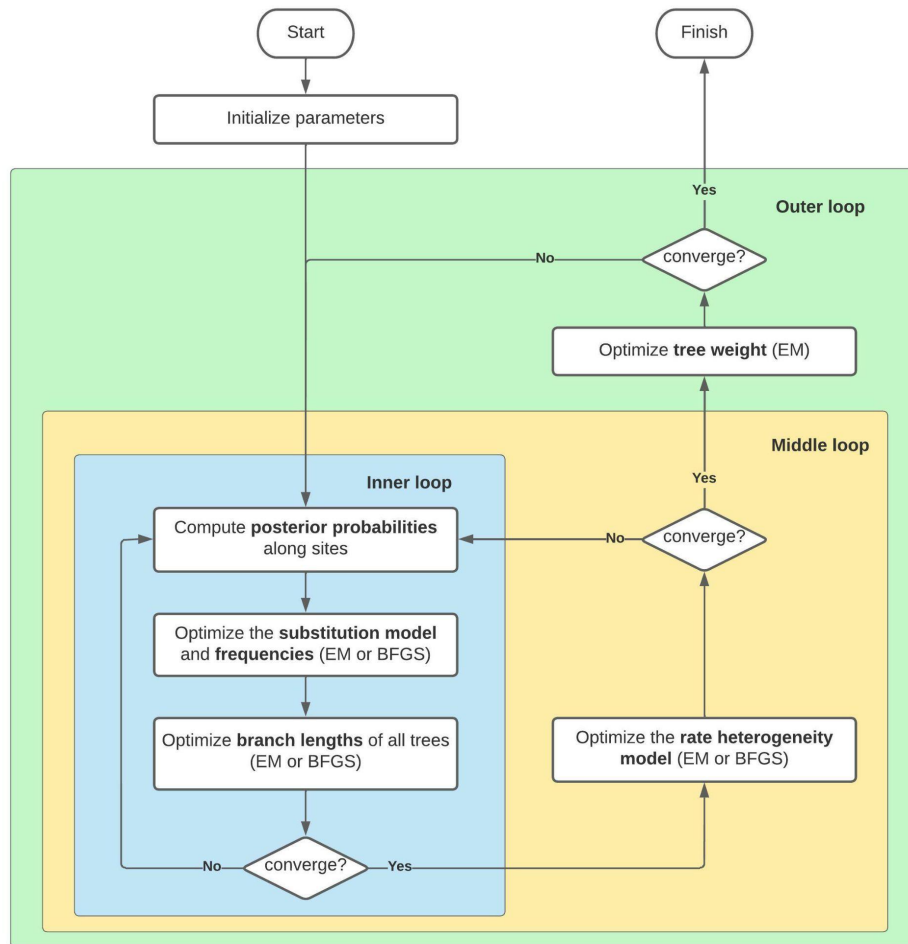 Start
Finish
Initialize parameters
Yes
Outer loop
No
converge?
Optimize tree weight (EM)
Middle loop
Yes
Inner loop
Compute posterior probabilities
along sites
No
converge?
Optimize the substitution model
and frequencies (EM or BFGS)
Optimize branch lengths of all trees
(EM or BFGS)
Optimize the rate heterogeneity
model (EM or BFGS)
No
converge?
Yes